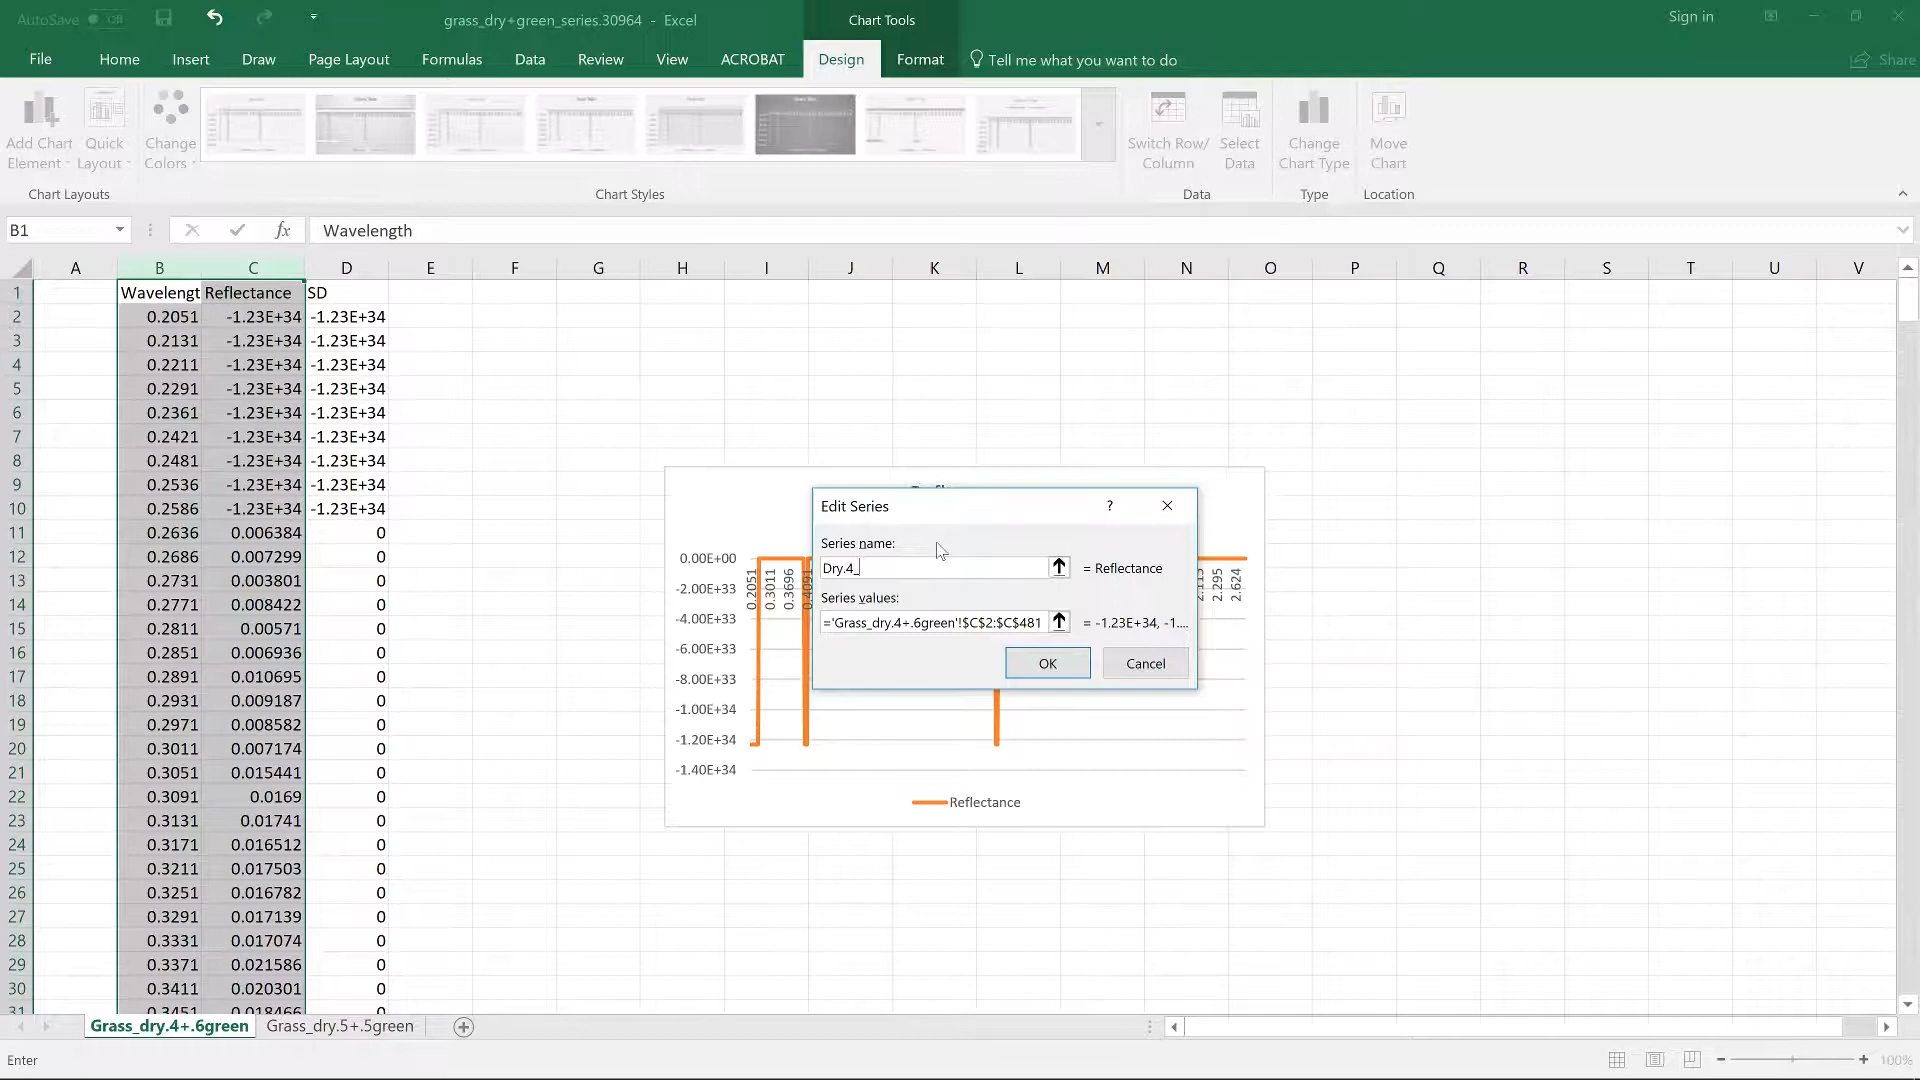 AutoSave Off grass_dry+green_series.30964 - Excel Chart Tools Sign in
File Home Insert Draw Page Layout Formulas Data Review View ACROBAT Design Format Tell me what you want to do Share
Add Chart Element Quick Layout Change Colors Switch Row/ Column Select Data Change Chart Type Move Chart
Chart Layouts Chart Styles Data Type Location
B1 fx Wavelength
A B C D E F G H I J K L M N O P Q R S T U V
1 Wavelengt Reflectance SD
2 0.2051 -1.23E+34 -1.23E+34
3 0.2131 -1.23E+34 -1.23E+34
4 0.2211 -1.23E+34 -1.23E+34
5 0.2291 -1.23E+34 -1.23E+34
6 0.2361 -1.23E+34 -1.23E+34
7 0.2421 -1.23E+34 -1.23E+34
8 0.2481 -1.23E+34 -1.23E+34
9 0.2536 -1.23E+34 -1.23E+34
10 0.2586 -1.23E+34 -1.23E+34
11 0.2636 0.006384 0
12 0.2686 0.007299 0
13 0.2731 0.003801 0
14 0.2771 0.008422 0
15 0.2811 0.00571 0
16 0.2851 0.006936 0
17 0.2891 0.010695 0
18 0.2931 0.009187 0
19 0.2971 0.008582 0
20 0.3011 0.007174 0
21 0.3051 0.015441 0
22 0.3091 0.0169 0
23 0.3131 0.01741 0
24 0.3171 0.016512 0
25 0.3211 0.017503 0
26 0.3251 0.016782 0
27 0.3291 0.017139 0
28 0.3331 0.017074 0
29 0.3371 0.021586 0
30 0.3411 0.020301 0
31 0.3451 0.018466 0
Edit Series ?
Series name:
Dry.4_ = Reflectance
Series values:
='Grass_dry.4+.6green'!$C$2:$C$481 = -1.23E+34, -1....
OK Cancel
0.00E+00
-2.00E+33
-4.00E+33
-6.00E+33
-8.00E+33
-1.00E+34
-1.20E+34
-1.40E+34
0.2051 0.3011 0.3696 0.4091 2.295 2.624
Reflectance
Grass_dry.4+.6green Grass_dry.5+.5green
Enter 100%